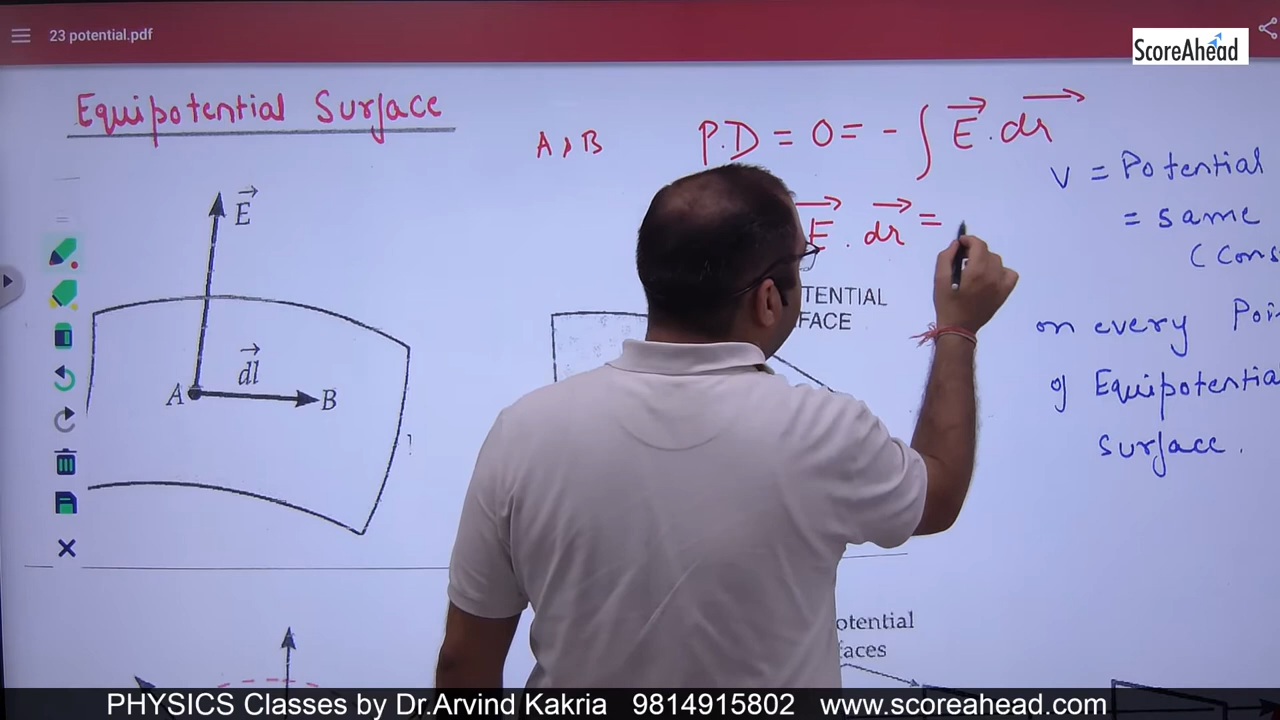 23 potential.pdf
ScoreAhead
Equipotential Surface
A, B
P.D = 0 = - ∫ E⃗ . dr⃗
E⃗ . dr⃗ =
V = Potential
= same
(Cons
on every Poi
of Equipotentia
surface.
E⃗
dl⃗
A
B
TENTIAL
FACE
otential
faces
PHYSICS Classes by Dr.Arvind Kakria 9814915802 www.scoreahead.com